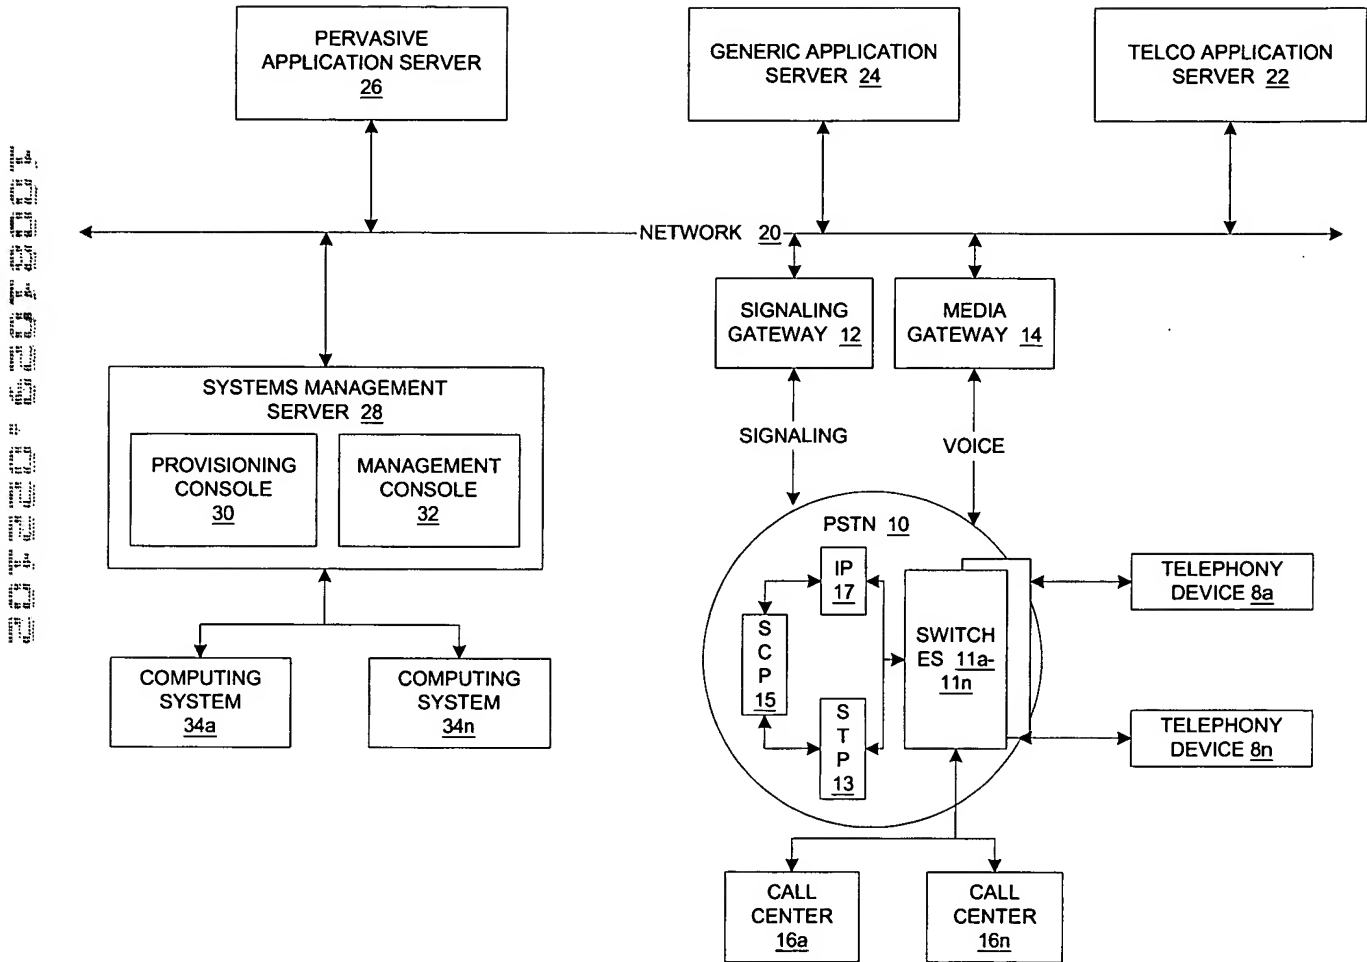 PERVASIVE
APPLICATION SERVER
26
GENERIC APPLICATION
SERVER 24
TELCO APPLICATION
SERVER 22
NETWORK 20
SIGNALING
GATEWAY 12
MEDIA
GATEWAY 14
SYSTEMS MANAGEMENT
SERVER 28
PROVISIONING
CONSOLE
30
MANAGEMENT
CONSOLE
32
SIGNALING
VOICE
PSTN 10
IP
17
S
C
P
15
S
T
P
13
SWITCH
ES 11a-
11n
TELEPHONY
DEVICE 8a
TELEPHONY
DEVICE 8n
COMPUTING
SYSTEM
34a
COMPUTING
SYSTEM
34n
CALL
CENTER
16a
CALL
CENTER
16n